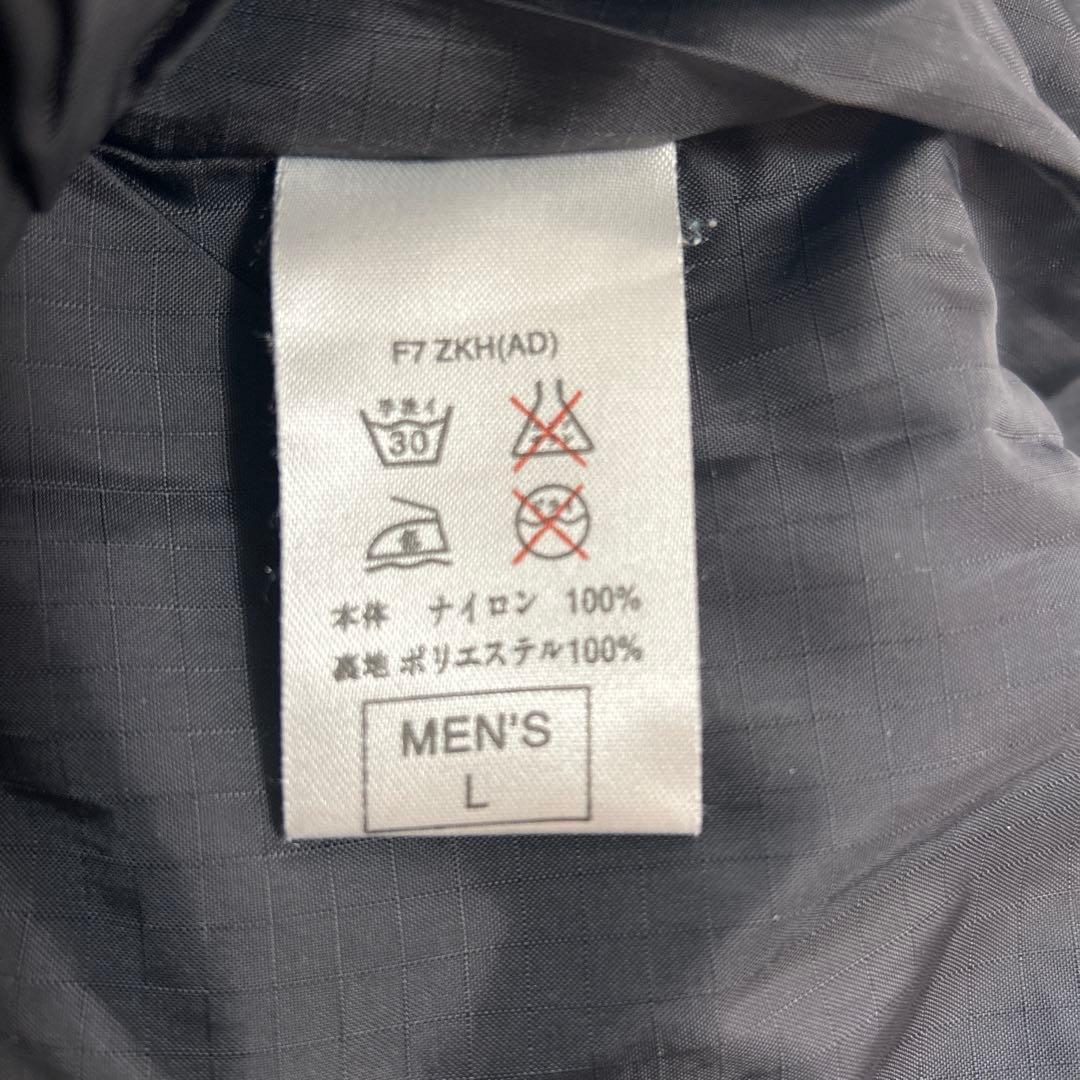 F7 ZKH(AD)
手洗イ
30
低
本体 ナイロン 100%
裏地 ポリエステル100%
MEN'S
L